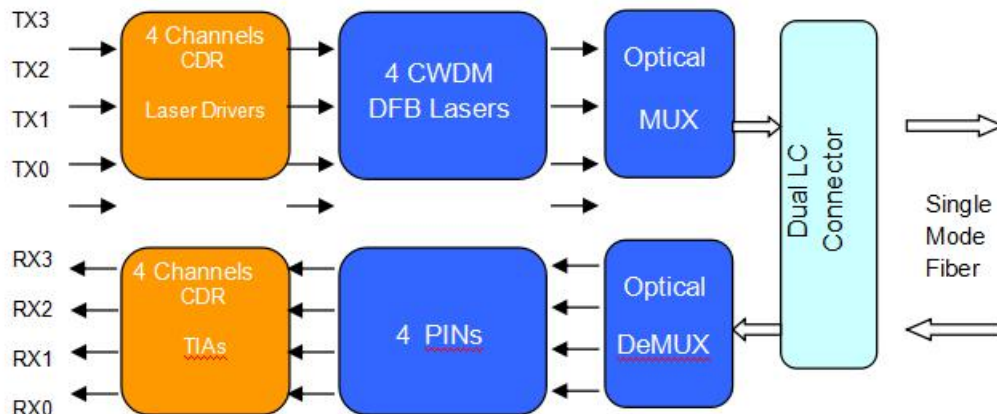 TX3
TX2
TX1
TX0
4 Channels
CDR
Laser Drivers
4 CWDM
DFB Lasers
Optical
MUX
Dual LC
Connector
Single
Mode
Fiber
RX3
RX2
RX1
RX0
4 Channels
CDR
TIAs
4 PINs
Optical
DeMUX